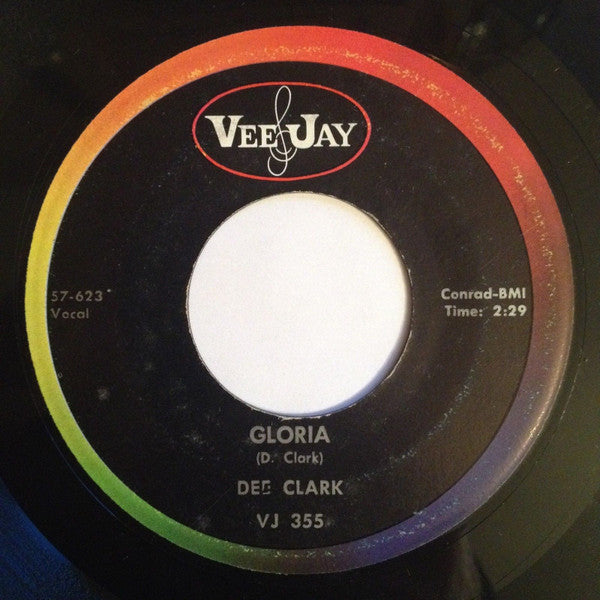 VEE JAY
57-623
Vocal
Conrad-BMI
Time: 2:29
GLORIA
(D. Clark)
DEE CLARK
VJ 355